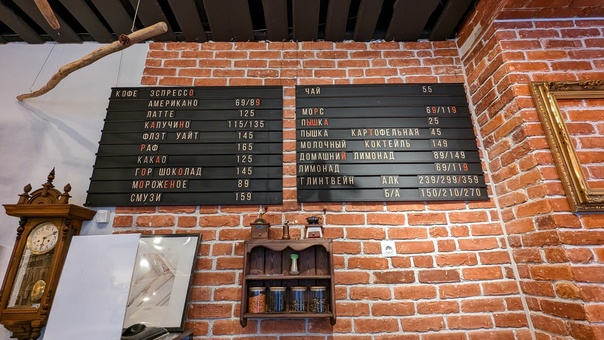 КОФЕ ЭСПРЕССО
АМЕРИКАНО 69/89
ЛАТТЕ 125
КАПУЧИНО 115/135
ФЛЭТ УАЙТ 145
РАФ 165
КАКАО 125
ГОР ШОКОЛАД 145
МОРОЖЕНОЕ 89
СМУЗИ 159
ЧАЙ 55
МОРС 69/119
ПЫШКА 25
ПЫШКА КАРТОФЕЛЬНАЯ 45
МОЛОЧНЫЙ КОКТЕЙЛЬ 149
ДОМАШНИЙ ЛИМОНАД 89/149
ЛИМОНАД 69/119
ГЛИНТВЕЙН АЛК 239/299/359
Б/А 150/210/270